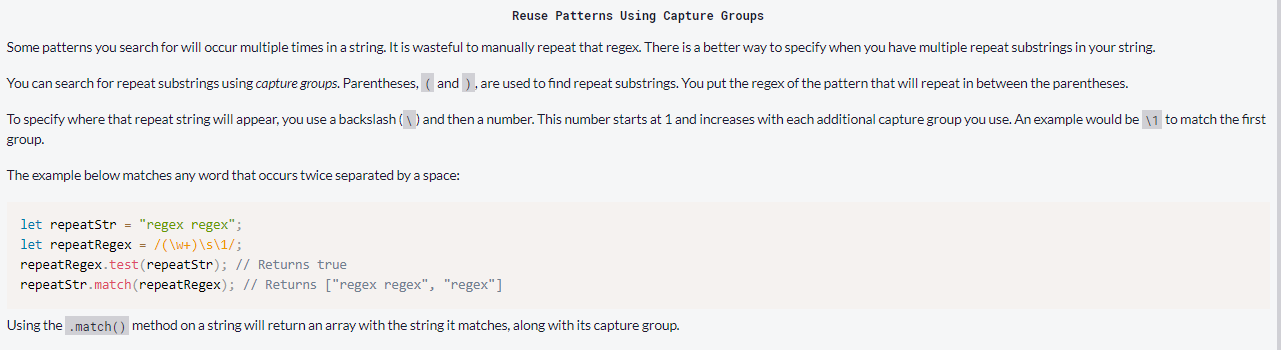 Reuse Patterns Using Capture Groups
Some patterns you search for will occur multiple times in a string. It is wasteful to manually repeat that regex. There is a better way to specify when you have multiple repeat substrings in your string.
You can search for repeat substrings using capture groups. Parentheses, ( and ), are used to find repeat substrings. You put the regex of the pattern that will repeat in between the parentheses.
To specify where that repeat string will appear, you use a backslash (\) and then a number. This number starts at 1 and increases with each additional capture group you use. An example would be \1 to match the first
group.
The example below matches any word that occurs twice separated by a space:
let repeatStr = "regex regex";
let repeatRegex = /(\w+)\s\1/;
repeatRegex.test(repeatStr); // Returns true
repeatStr.match(repeatRegex); // Returns ["regex regex", "regex"]
Using the .match() method on a string will return an array with the string it matches, along with its capture group.